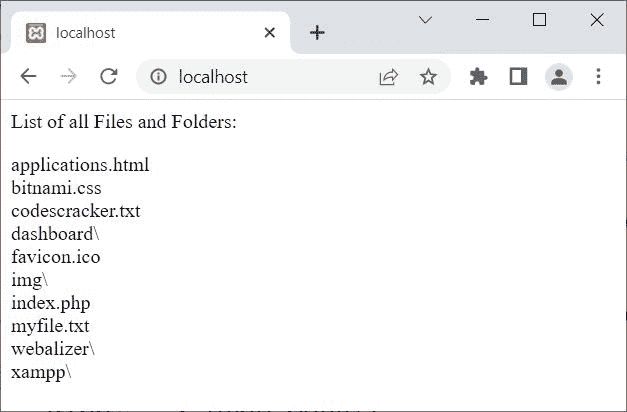 localhost
localhost
List of all Files and Folders:
applications.html
bitnami.css
codescracker.txt
dashboard\
favicon.ico
img\
index.php
myfile.txt
webalizer\
xampp\